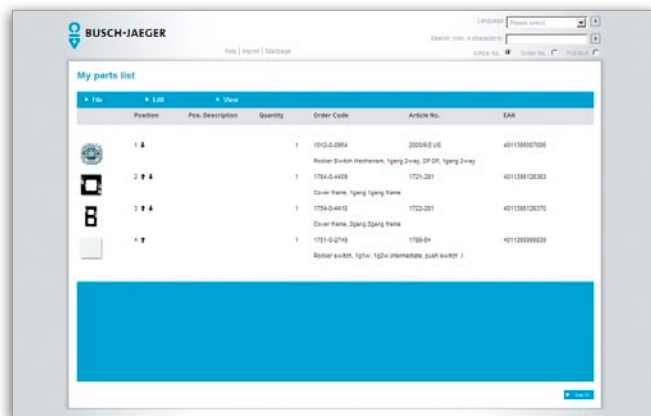 Language Please select
BUSCH-JAEGER
Search (min. 4 characters)
Help | Imprint | Startpage
Article No. Order No. Full-text
My parts list
File Edit View
Position Pos. Description Quantity Order Code Article No. EAN
1 1 1012-0-0954 2000/6/2 US
Rocker Switch Mechanism, 1gang 2way, DP DP, 1gang 2way
2 1 1754-0-4409 1721-281 4011395126363
Cover frame, 1gang 1gang frame
3 1 1754-0-4410 1722-281 4011395126370
Cover frame, 2gang 2gang frame
4 1 1751-0-2749 1786-84
Rocker switch, 1g1w, 1g2w,intermediate, push switch ./.
back